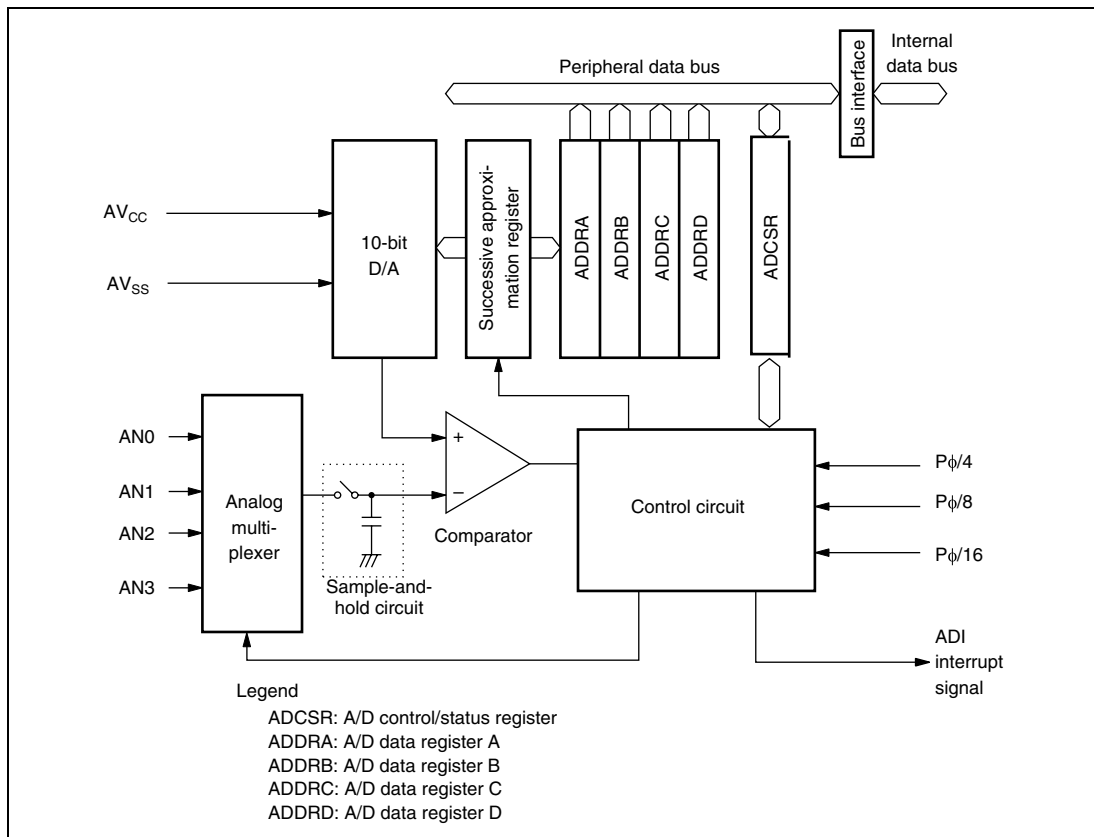 Peripheral data bus
Bus interface
Internal
data bus
AVCC
AVSS
10-bit
D/A
Successive approxi-
mation register
ADDRA
ADDRB
ADDRC
ADDRD
ADCSR
AN0
AN1
AN2
AN3
Analog
multi-
plexer
Sample-and-
hold circuit
+
−
Comparator
Control circuit
Pϕ/4
Pϕ/8
Pϕ/16
ADI
interrupt
signal
Legend
ADCSR: A/D control/status register
ADDRA: A/D data register A
ADDRB: A/D data register B
ADDRC: A/D data register C
ADDRD: A/D data register D